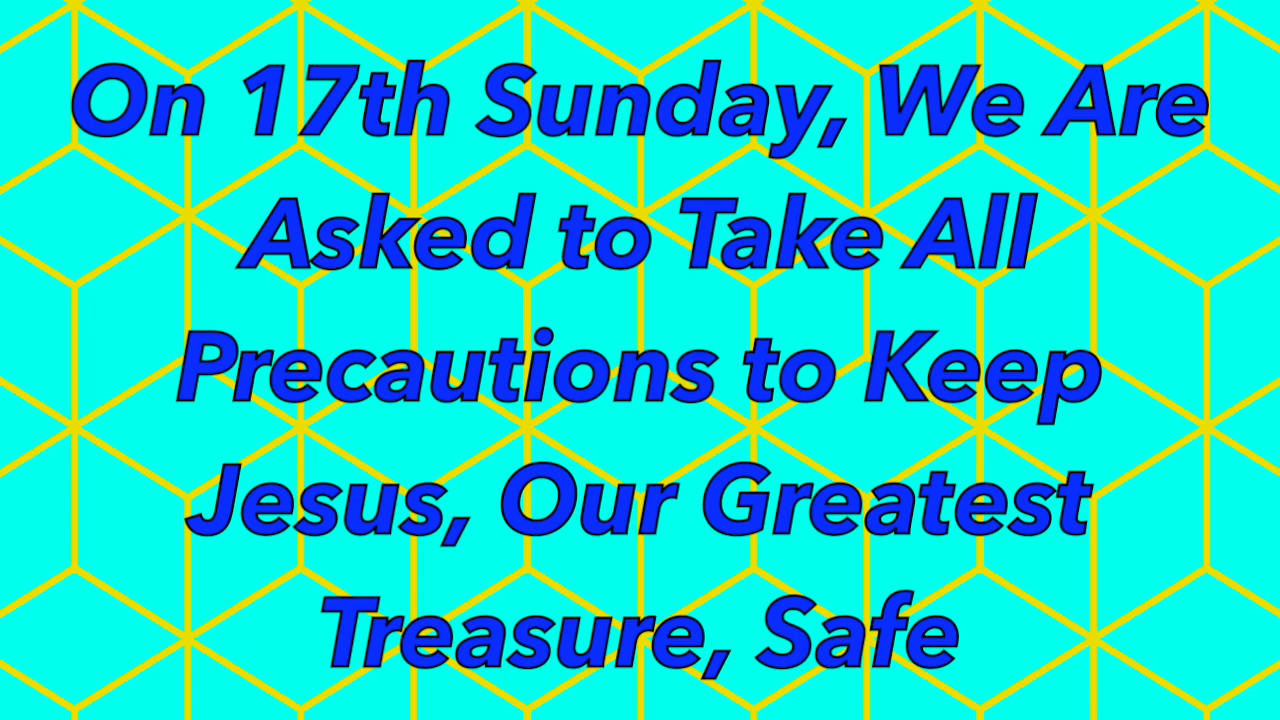 On 17th Sunday, We Are
Asked to Take All
Precautions to Keep
Jesus, Our Greatest
Treasure, Safe